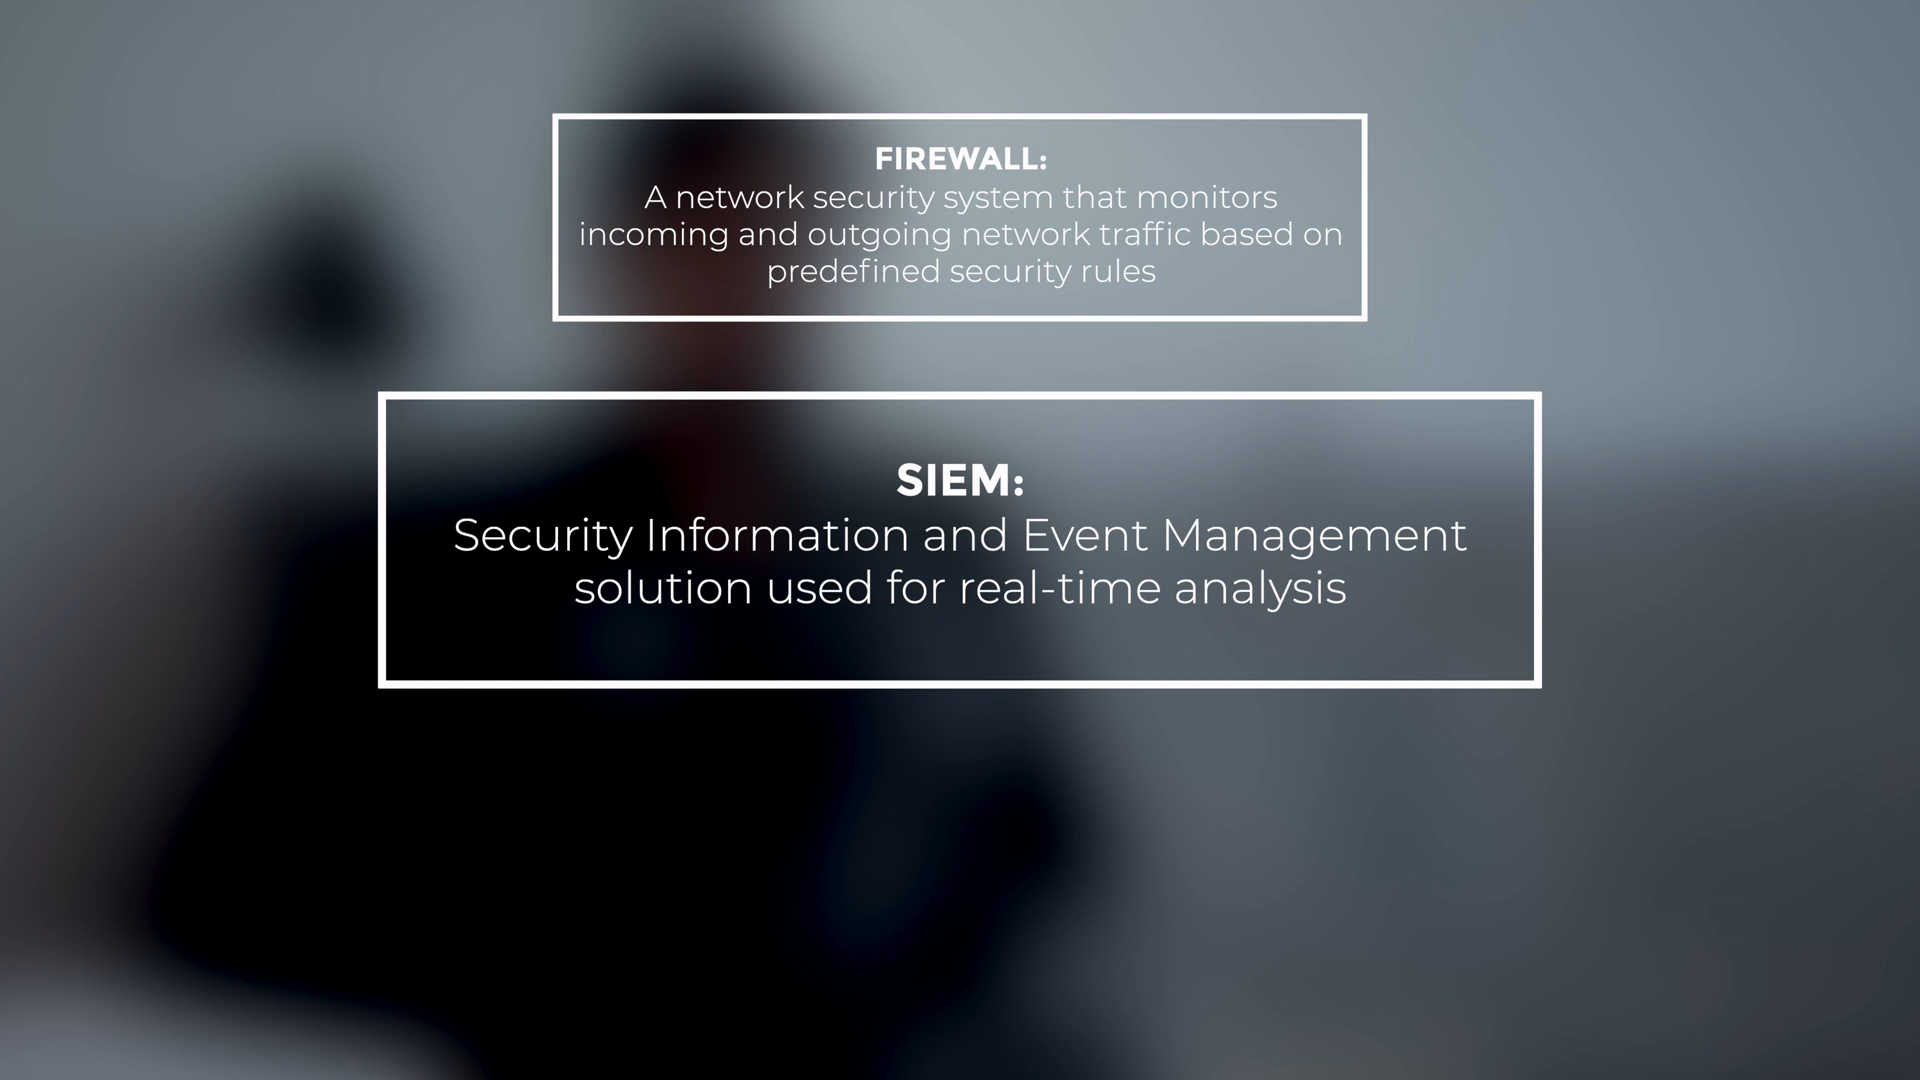 FIREWALL:
A network security system that monitors
incoming and outgoing network traffic based on
predefined security rules
SIEM:
Security Information and Event Management
solution used for real-time analysis